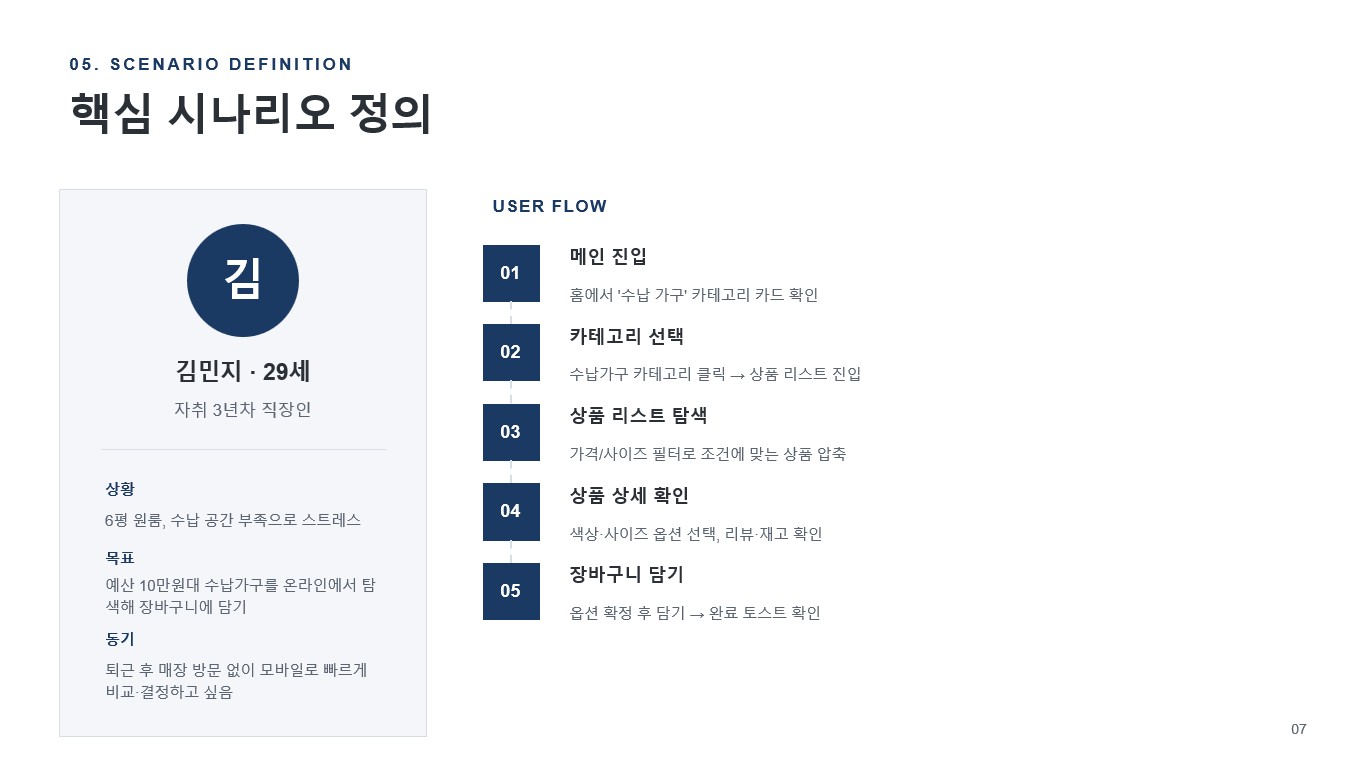 05. SCENARIO DEFINITION
핵심 시나리오 정의
김
김민지 · 29세
자취 3년차 직장인
상황
6평 원룸, 수납 공간 부족으로 스트레스
목표
예산 10만원대 수납가구를 온라인에서 탐
색해 장바구니에 담기
동기
퇴근 후 매장 방문 없이 모바일로 빠르게
비교·결정하고 싶음
USER FLOW
01
메인 진입
홈에서 '수납 가구' 카테고리 카드 확인
02
카테고리 선택
수납가구 카테고리 클릭 → 상품 리스트 진입
03
상품 리스트 탐색
가격/사이즈 필터로 조건에 맞는 상품 압축
04
상품 상세 확인
색상·사이즈 옵션 선택, 리뷰·재고 확인
05
장바구니 담기
옵션 확정 후 담기 → 완료 토스트 확인
07